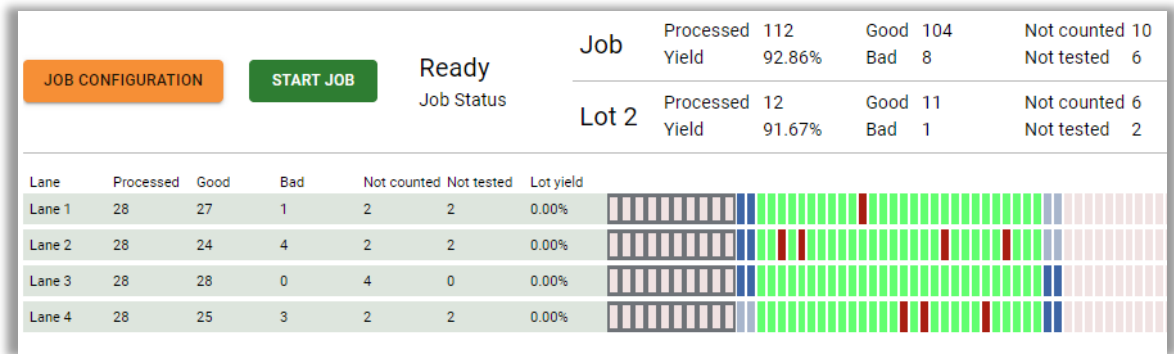 JOB CONFIGURATION
START JOB
Ready
Job Status
Job
Processed 112 Good 104 Not counted 10
Yield 92.86% Bad 8 Not tested 6
Lot 2
Processed 12 Good 11 Not counted 6
Yield 91.67% Bad 1 Not tested 2
Lane Processed Good Bad Not counted Not tested Lot yield
Lane 1 28 27 1 2 2 0.00%
Lane 2 28 24 4 2 2 0.00%
Lane 3 28 28 0 4 0 0.00%
Lane 4 28 25 3 2 2 0.00%